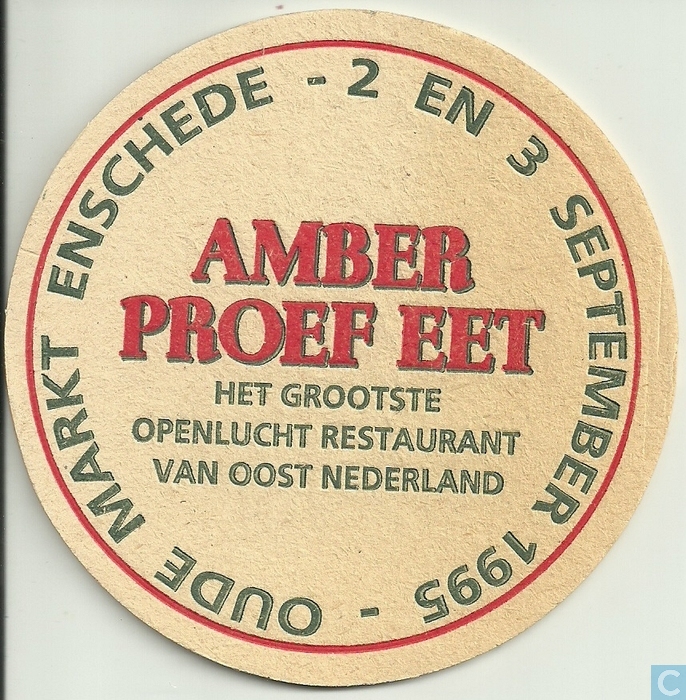 OUDE MARKT ENSCHEDE - 2 EN 3 SEPTEMBER 1995 -
AMBER
PROEF EET
HET GROOTSTE
OPENLUCHT RESTAURANT
VAN OOST NEDERLAND
C